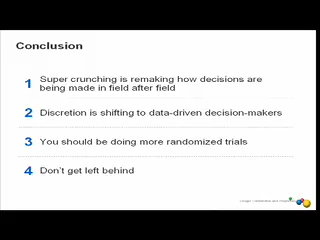 Conclusion
1 Super crunching is remaking how decisions are
being made in field after field
2 Discretion is shifting to data-driven decision-makers
3 You should be doing more randomized trials
4 Don't get left behind